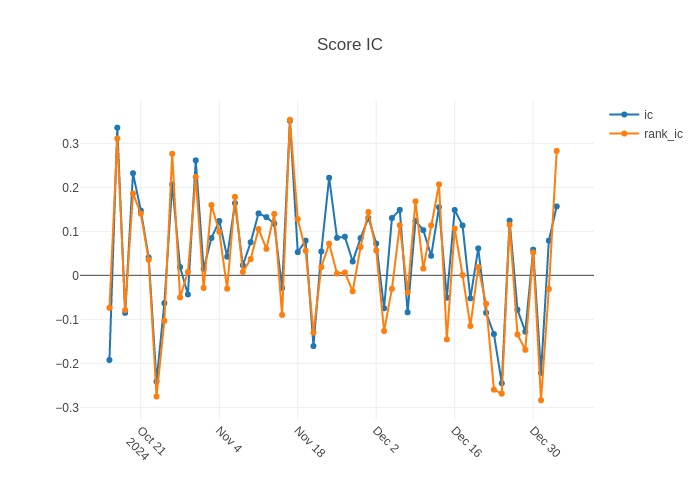 Score IC
ic
rank_ic
0.3
0.2
0.1
0
−0.1
−0.2
−0.3
Oct 21
2024
Nov 4
Nov 18
Dec 2
Dec 16
Dec 30